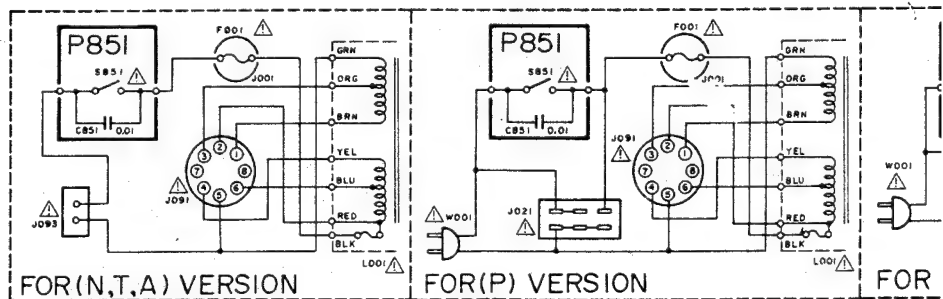 P851
S851
C851 0.01
F001
J001
GRN
ORG
BRN
YEL
BLU
RED
BLK
3 2 1
7 8
4 5 6
J091
J093
L001
FOR(N,T,A) VERSION
P851
S851
C851 0.01
F001
J001
GRN
ORG
BRN
YEL
BLU
RED
BLK
3 2 1
7 8
4 5 6
J091
W001
J021
L001
FOR(P) VERSION
W001
FOR